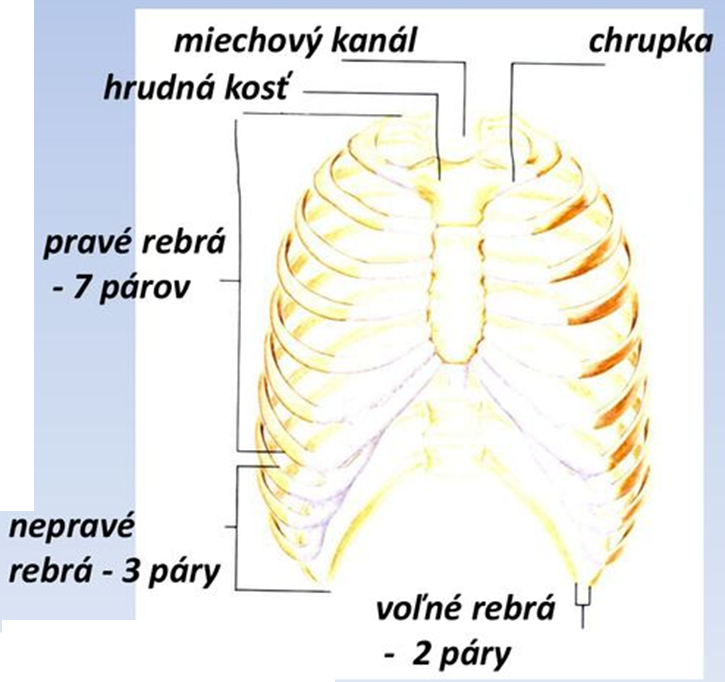 miechový kanál
chrupka
hrudná kosť
pravé rebrá
- 7 párov
nepravé
rebrá - 3 páry
voľné rebrá
- 2 páry